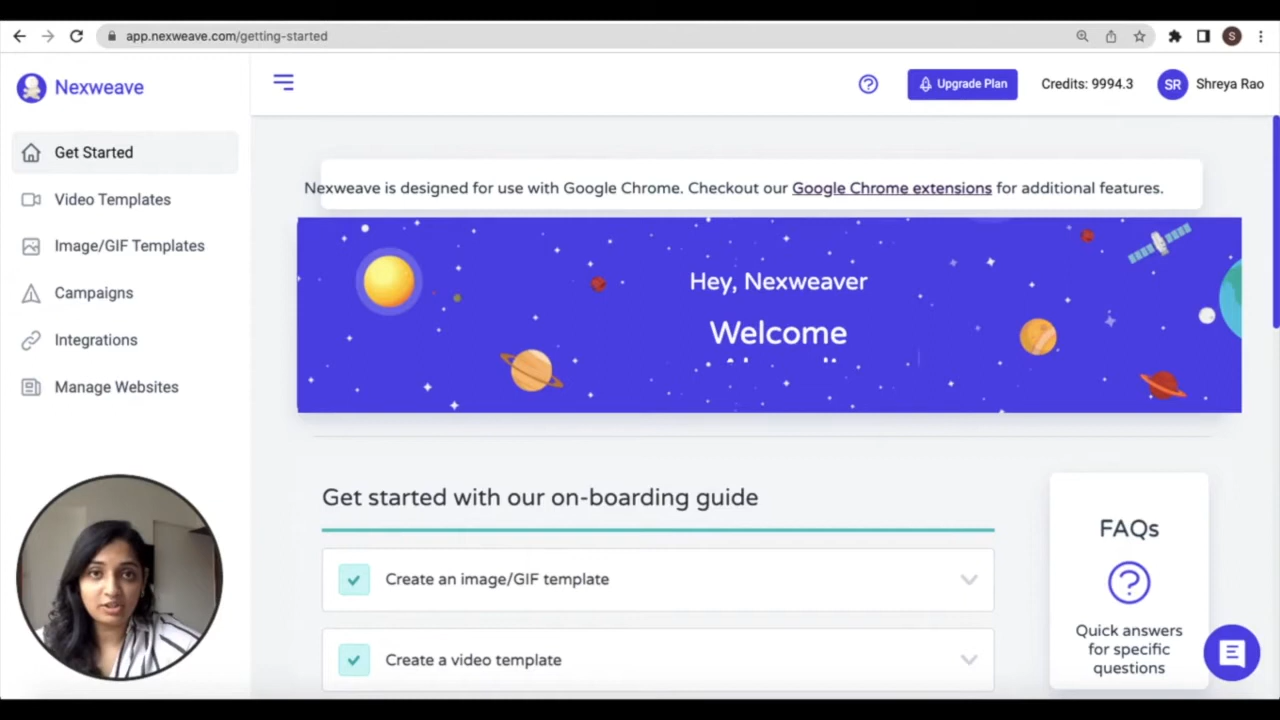 app.nexweave.com/getting-started
S
Nexweave
Upgrade Plan
Credits: 9994.3
SR
Shreya Rao
Get Started
Video Templates
Image/GIF Templates
Campaigns
Integrations
Manage Websites
Nexweave is designed for use with Google Chrome. Checkout our Google Chrome extensions for additional features.
Hey, Nexweaver
Welcome
Get started with our on-boarding guide
Create an image/GIF template
Create a video template
FAQs
Quick answers
for specific
questions